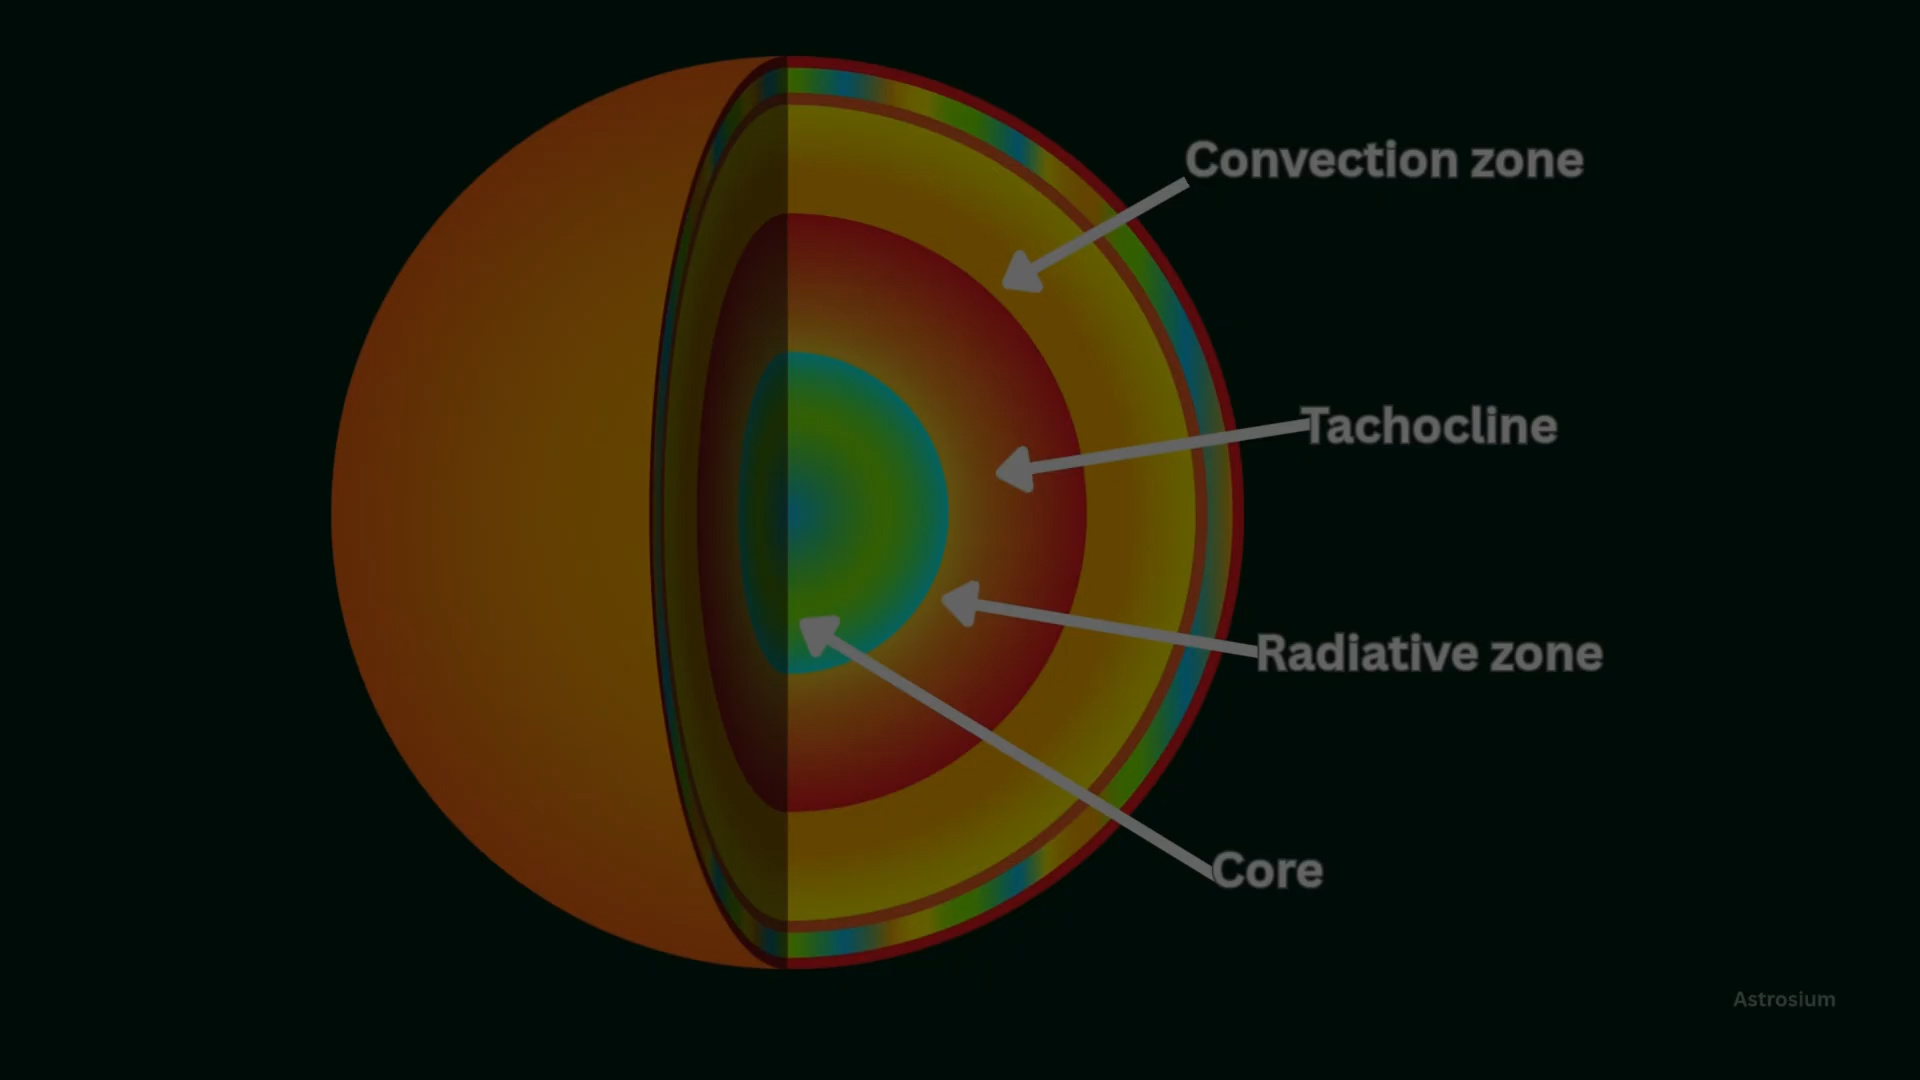 Convection zone
Tachocline
Radiative zone
Core
Astrosium